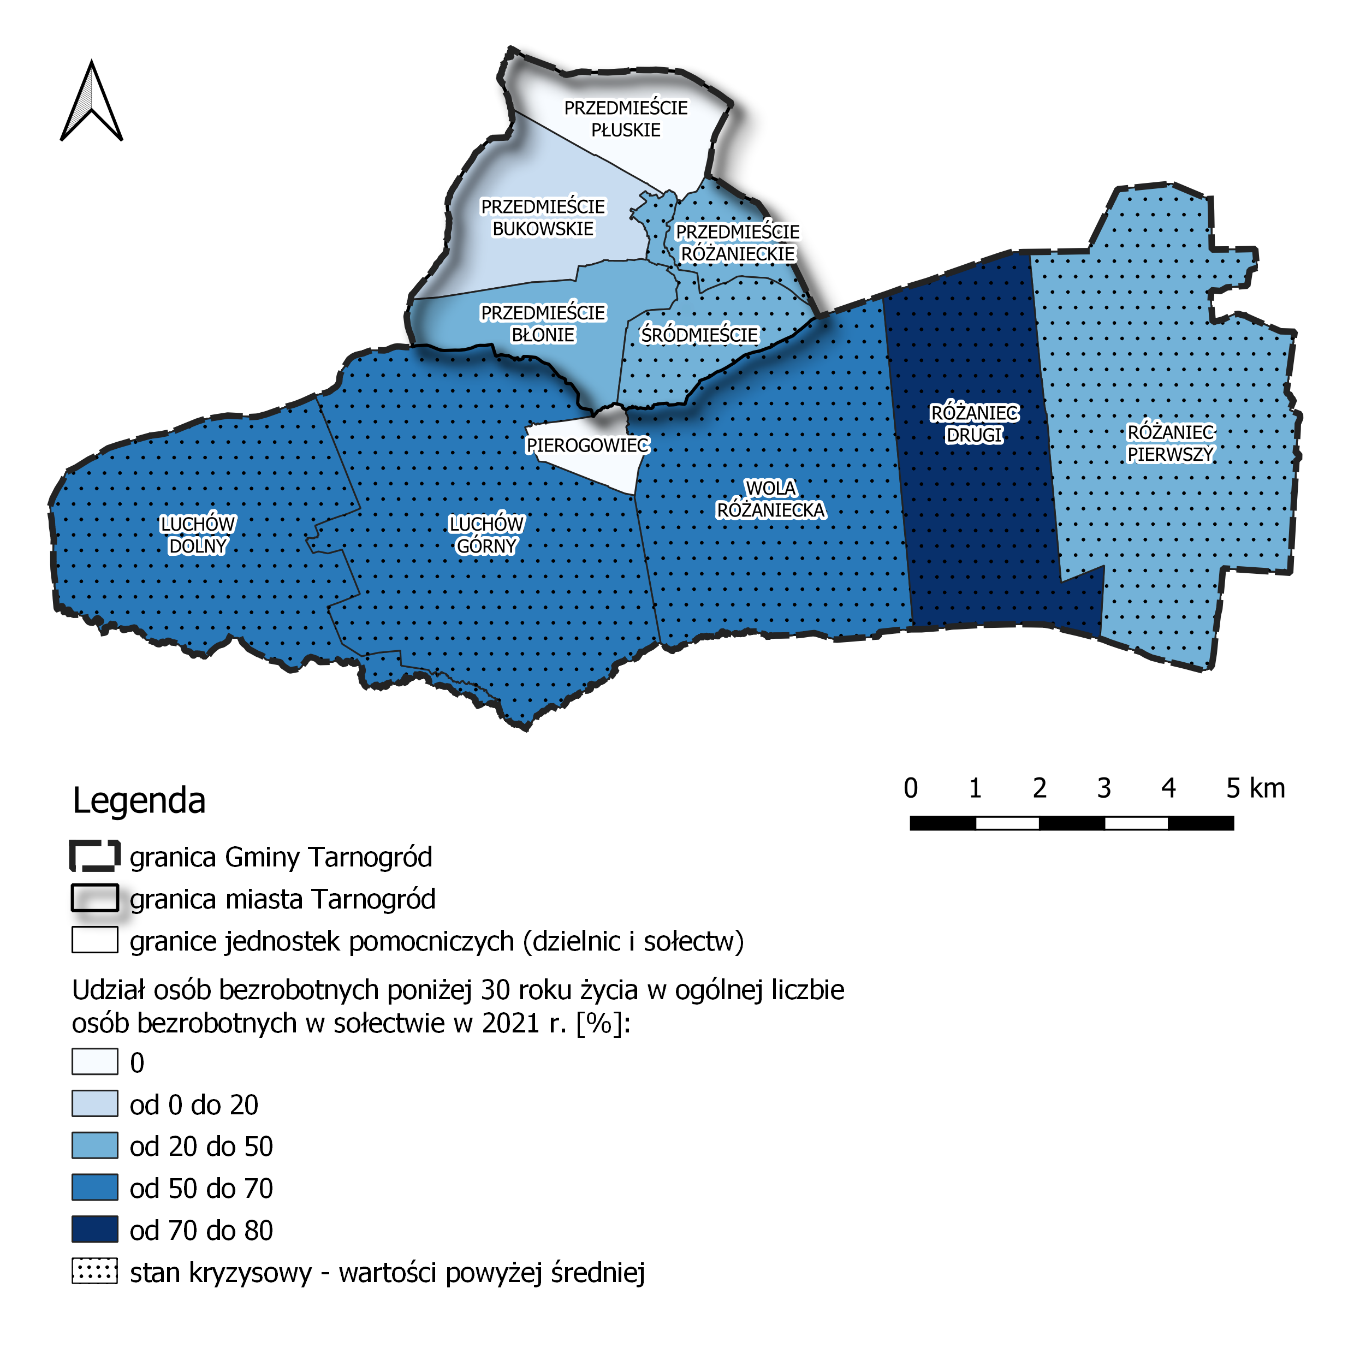 PRZEDMIEŚCIE
PŁUSKIE
PRZEDMIEŚCIE
BUKOWSKIE
PRZEDMIEŚCIE
RÓŻANIECKIE
PRZEDMIEŚCIE
BŁONIE
ŚRÓDMIEŚCIE
PIEROGOWIEC
RÓŻANIEC
DRUGI
RÓŻANIEC
PIERWSZY
WOLA
RÓŻANIECKA
LUCHÓW
DOLNY
LUCHÓW
GÓRNY
0 1 2 3 4 5 km
Legenda
granica Gminy Tarnogród
granica miasta Tarnogród
granice jednostek pomocniczych (dzielnic i sołectw)
Udział osób bezrobotnych poniżej 30 roku życia w ogólnej liczbie
osób bezrobotnych w sołectwie w 2021 r. [%]:
0
od 0 do 20
od 20 do 50
od 50 do 70
od 70 do 80
stan kryzysowy - wartości powyżej średniej